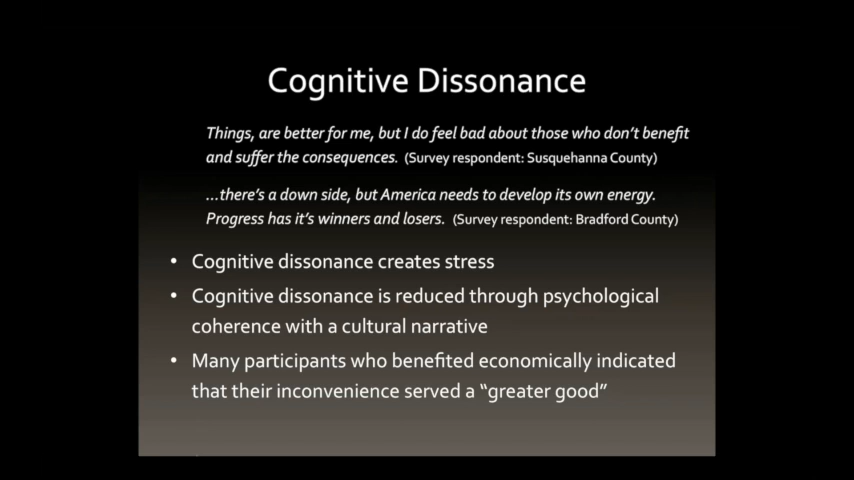 Cognitive Dissonance
Things, are better for me, but I do feel bad about those who don't benefit
and suffer the consequences. (Survey respondent: Susquehanna County)
...there's a down side, but America needs to develop its own energy.
Progress has it's winners and losers. (Survey respondent: Bradford County)
• Cognitive dissonance creates stress
• Cognitive dissonance is reduced through psychological
coherence with a cultural narrative
• Many participants who benefited economically indicated
that their inconvenience served a “greater good”